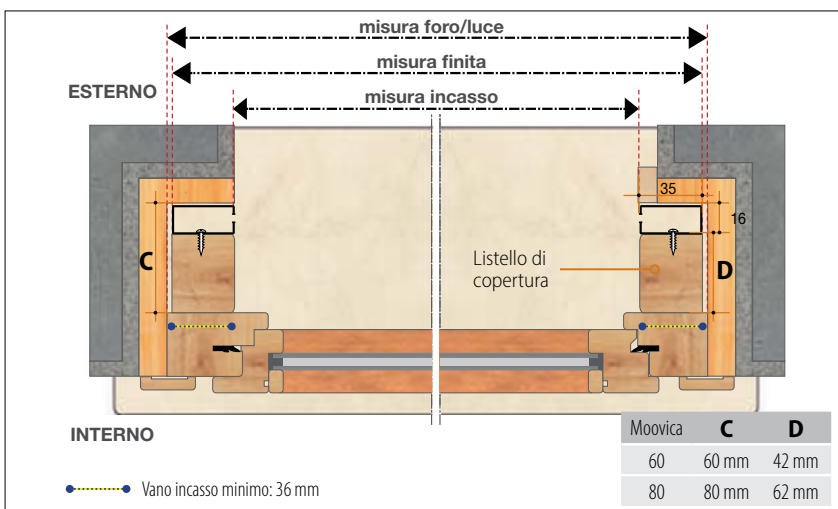 misura foro/luce
misura finita
ESTERNO
misura incasso
35
16
C
D
Listello di
copertura
INTERNO
Moovica C D
60 60 mm 42 mm
80 80 mm 62 mm
Vano incasso minimo: 36 mm